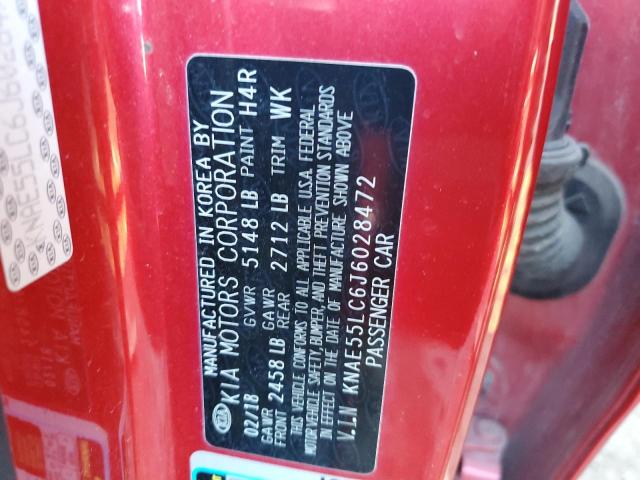 MANUFACTURED IN KOREA BY
KIA MOTORS CORPORATION
02/18 GVWR 5148 LB PAINT H4R
GAWR FRONT 2458 LB GAWR REAR 2712 LB TRIM WK
THIS VEHICLE CONFORMS TO ALL APPLICABLE U.S.A. FEDERAL
MOTOR VEHICLE SAFETY, BUMPER, AND THEFT PREVENTION STANDARDS
IN EFFECT ON THE DATE OF MANUFACTURE SHOWN ABOVE
V.I.N KNAE55LC6J6028472
PASSENGER CAR